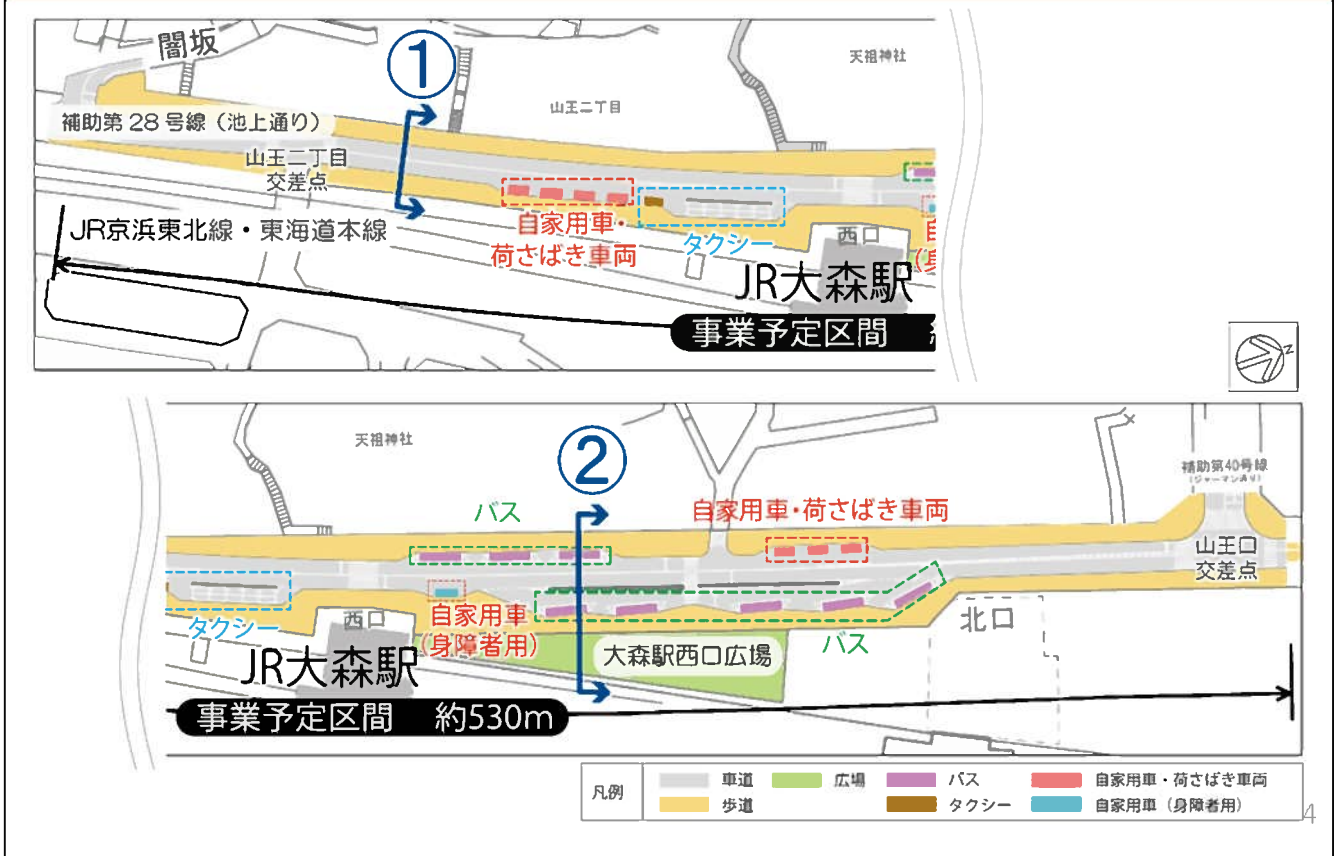 闇坂
①
天祖神社
山王二丁目
補助第28号線（池上通り）
山王二丁目
交差点
自家用車・
荷さばき車両
タクシー
西口
JR京浜東北線・東海道本線
JR大森駅
事業予定区間
N
天祖神社
②
補助第40号線
（ジャーマン通り）
バス
自家用車・荷さばき車両
山王口
交差点
タクシー
西口
自家用車
（身障者用）
バス
北口
JR大森駅
大森駅西口広場
事業予定区間 約530m
凡例
車道
広場
バス
自家用車・荷さばき車両
歩道
タクシー
自家用車（身障者用）
4